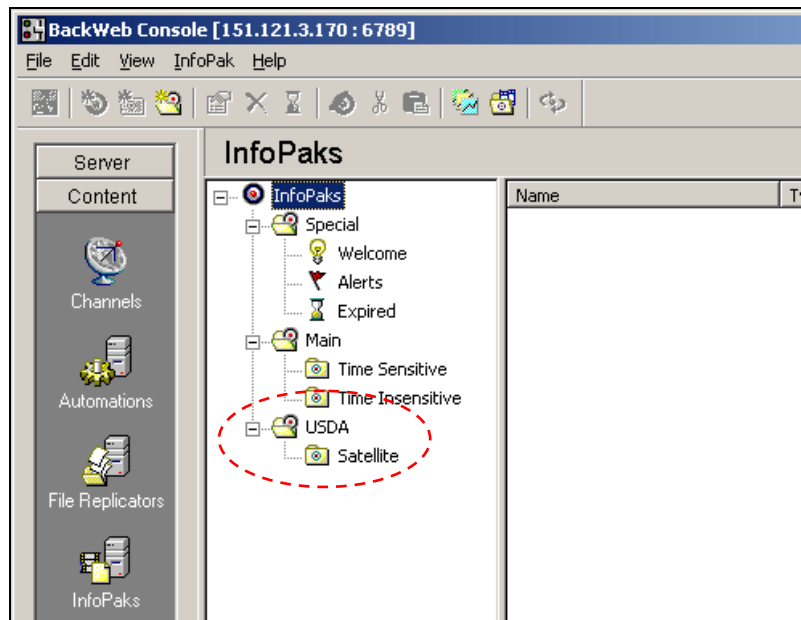 BackWeb Console [151.121.3.170 : 6789]
File Edit View InfoPak Help
Server
Content
Channels
Automations
File Replicators
InfoPaks
InfoPaks
InfoPaks
Special
Welcome
Alerts
Expired
Main
Time Sensitive
Time Insensitive
USDA
Satellite
Name